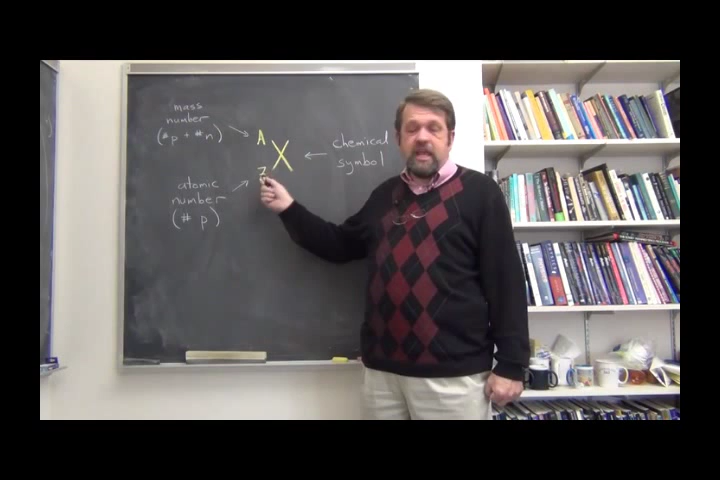 mass
number
(#p + #n)
A
X
Z
chemical
symbol
atomic
number
(# p)